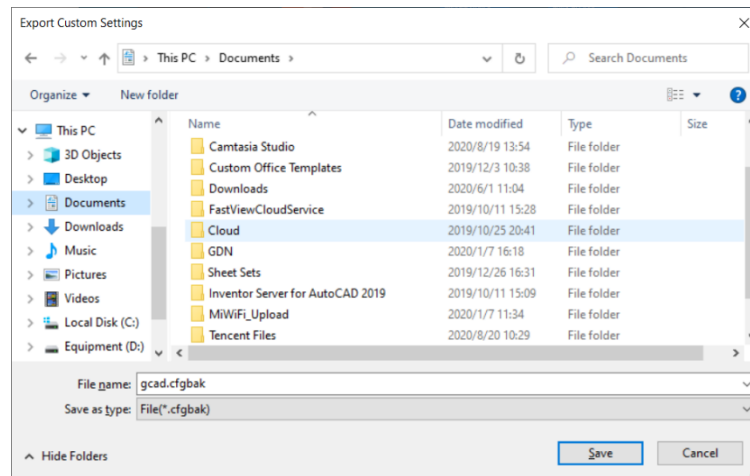 Export Custom Settings
This PC > Documents >
Search Documents
Organize
New folder
Name Date modified Type Size
This PC
3D Objects
Desktop
Documents
Downloads
Music
Pictures
Videos
Local Disk (C:)
Equipment (D:)
Camtasia Studio 2020/8/19 13:54 File folder
Custom Office Templates 2019/12/3 10:38 File folder
Downloads 2020/6/1 11:04 File folder
FastViewCloudService 2019/10/11 15:28 File folder
Cloud 2019/10/25 20:41 File folder
GDN 2020/1/7 16:18 File folder
Sheet Sets 2019/12/26 16:31 File folder
Inventor Server for AutoCAD 2019 2019/10/11 15:09 File folder
MiWiFi_Upload 2020/1/7 11:34 File folder
Tencent Files 2020/8/20 10:29 File folder
File name: gcad.cfgbak
Save as type: File(*.cfgbak)
Hide Folders
Save
Cancel